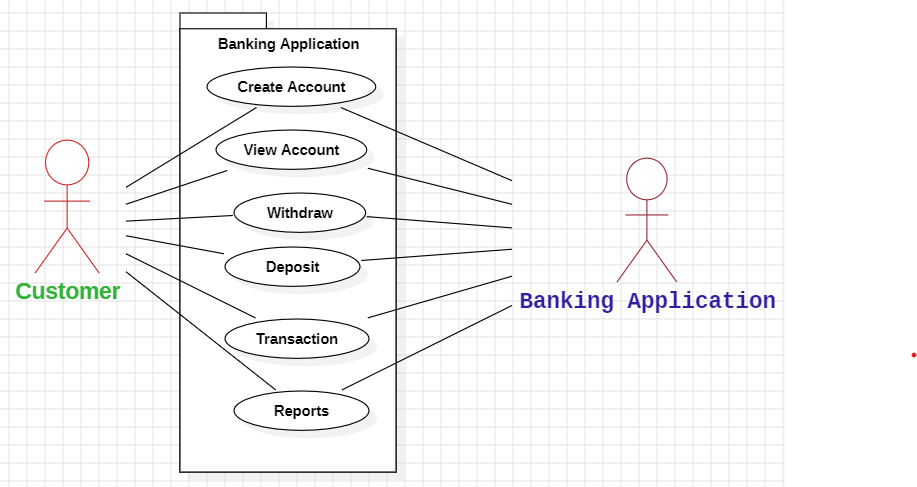 Banking Application
Create Account
View Account
Withdraw
Deposit
Transaction
Reports
Customer
Banking Application